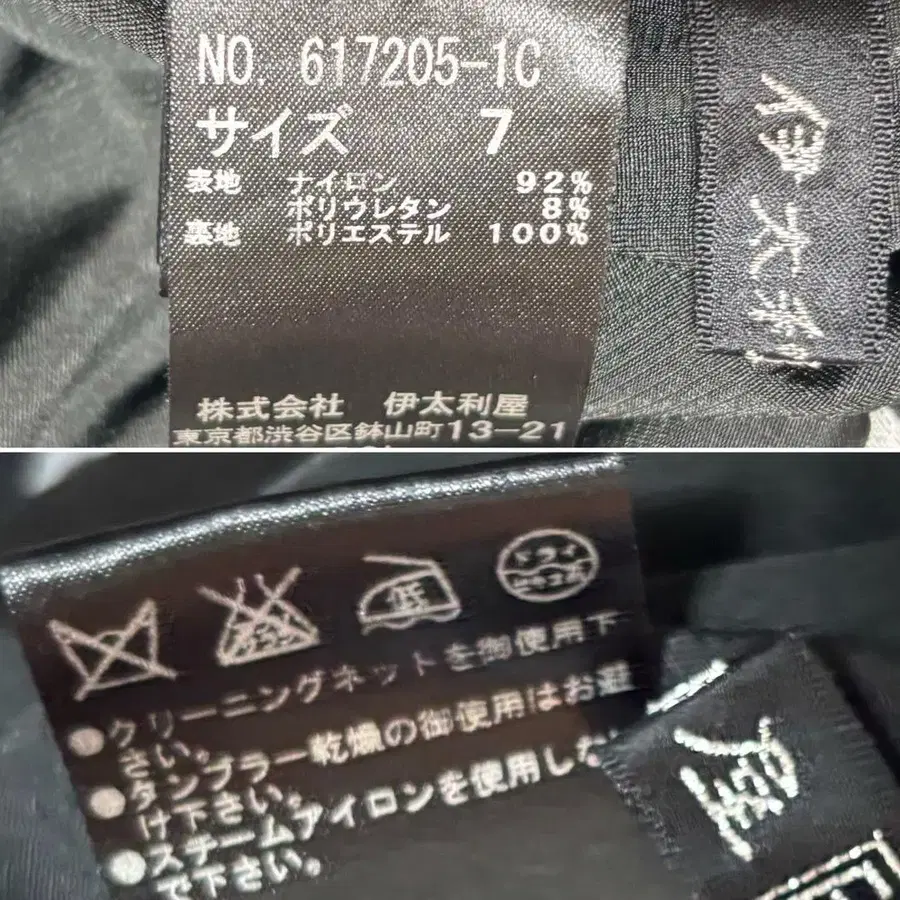 NO. 617205-1C
サイズ 7
表地 ナイロン 92%
ポリウレタン 8%
裏地 ポリエステル 100%
株式会社 伊太利屋
東京都渋谷区鉢山町13-21
伊太利
低
ドライ
●クリーニングネットを御使用下
さい。
●タンブラー乾燥の御使用はお避
け下さい。
●スチームアイロンを使用しない
で下さい。
屋